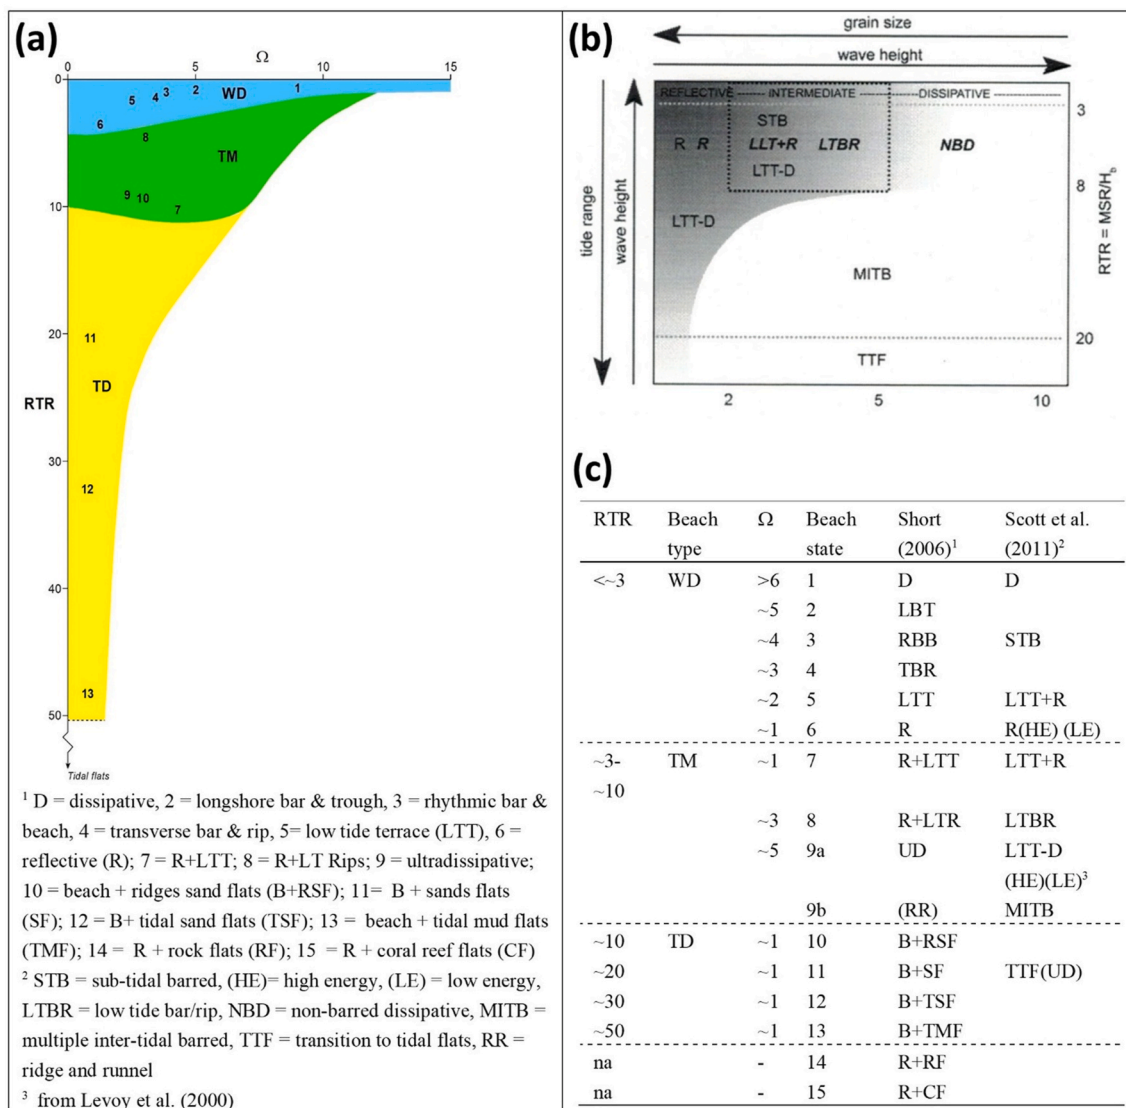 (a)
Ω
0 5 10 15
0
1
2
3
4
5
WD
6
8
TM
9
10
7
10
20
11
TD
RTR
30
12
40
13
50
Tidal flats
1 D = dissipative, 2 = longshore bar & trough, 3 = rhythmic bar &
beach, 4 = transverse bar & rip, 5= low tide terrace (LTT), 6 =
reflective (R); 7 = R+LTT; 8 = R+LT Rips; 9 = ultradissipative;
10 = beach + ridges sand flats (B+RSF); 11= B + sands flats
(SF); 12 = B+ tidal sand flats (TSF); 13 = beach + tidal mud flats
(TMF); 14 = R + rock flats (RF); 15 = R + coral reef flats (CF)
2 STB = sub-tidal barred, (HE)= high energy, (LE) = low energy,
LTBR = low tide bar/rip, NBD = non-barred dissipative, MITB =
multiple inter-tidal barred, TTF = transition to tidal flats, RR =
ridge and runnel
3 from Levoy et al. (2000)
(b)
grain size
wave height
tide range
wave height
REFLECTIVE INTERMEDIATE DISSIPATIVE
3
STB
R R LLT+R LTBR NBD
LTT-D
8
LTT-D
MITB
20
TTF
2 5 10
RTR = MSR/Hb
(c)
RTR Beach type Ω Beach state Short (2006)1 Scott et al. (2011)2
<~3 WD >6 1 D D
~5 2 LBT
~4 3 RBB STB
~3 4 TBR
~2 5 LTT LTT+R
~1 6 R R(HE) (LE)
~3- TM ~1 7 R+LTT LTT+R
~10
~3 8 R+LTR LTBR
~5 9a UD LTT-D
(HE)(LE)3
9b (RR) MITB
~10 TD ~1 10 B+RSF
~20 ~1 11 B+SF TTF(UD)
~30 ~1 12 B+TSF
~50 ~1 13 B+TMF
na - 14 R+RF
na - 15 R+CF